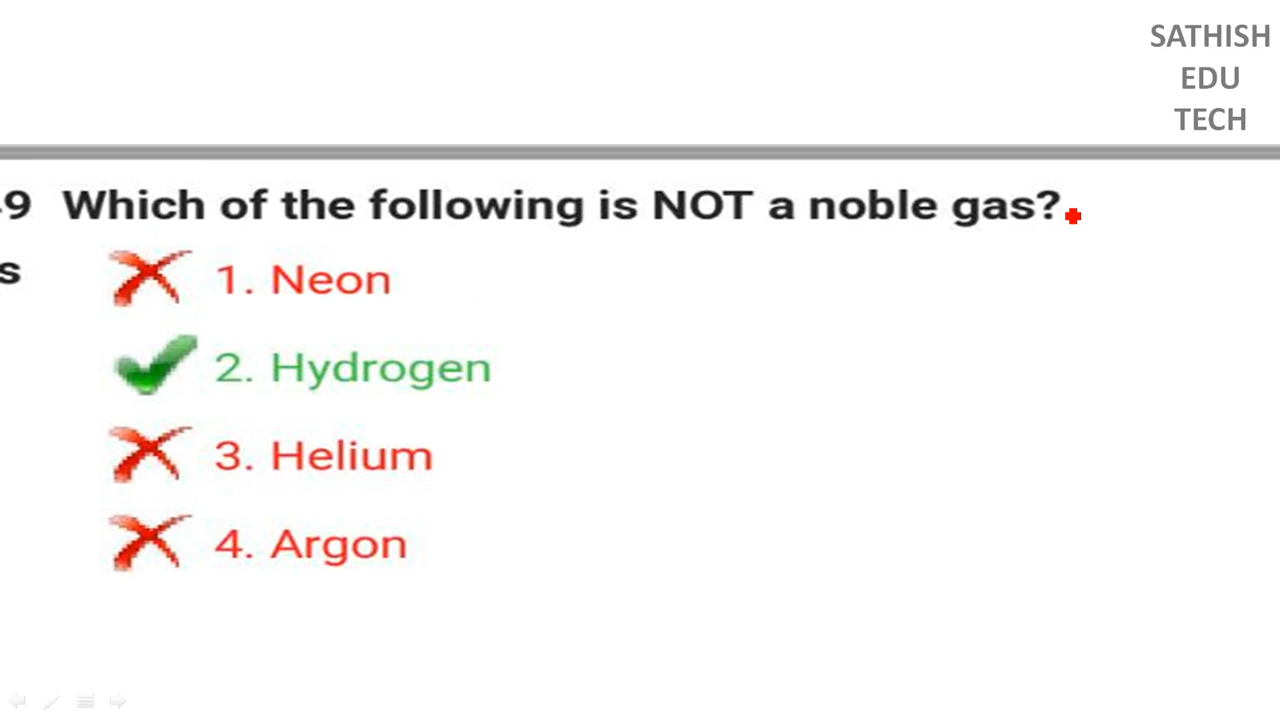 SATHISH
EDU
TECH
9 Which of the following is NOT a noble gas?
s
1. Neon
2. Hydrogen
3. Helium
4. Argon